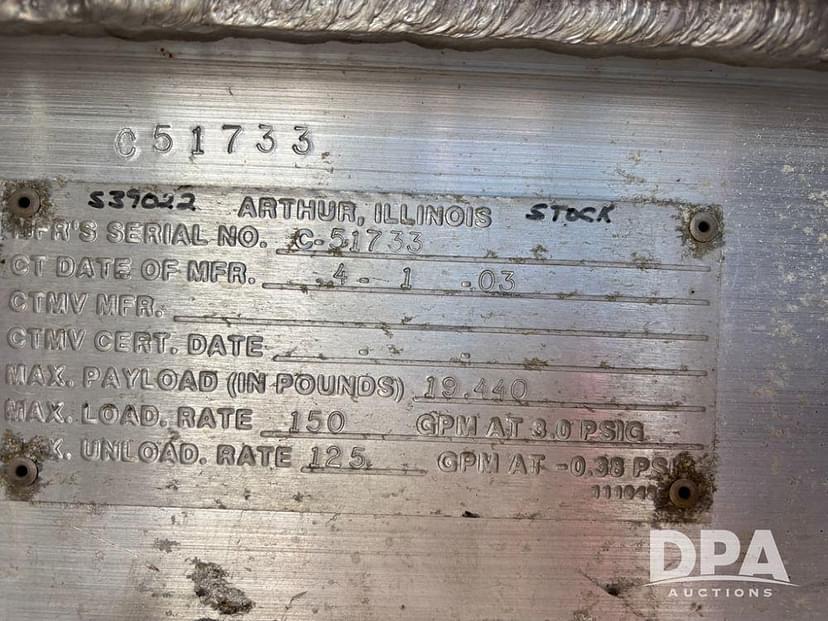 C51733
S39022 ARTHUR, ILLINOIS STOCK
MFR'S SERIAL NO. C-51733
CT DATE OF MFR. 4- 1 -03
CTMV MFR.
CTMV CERT. DATE - -
MAX. PAYLOAD (IN POUNDS) 19.440
MAX. LOAD. RATE 150 GPM AT 3.0 PSIG
UNLOAD. RATE 125 GPM AT -0.38
DPA
AUCTIONS